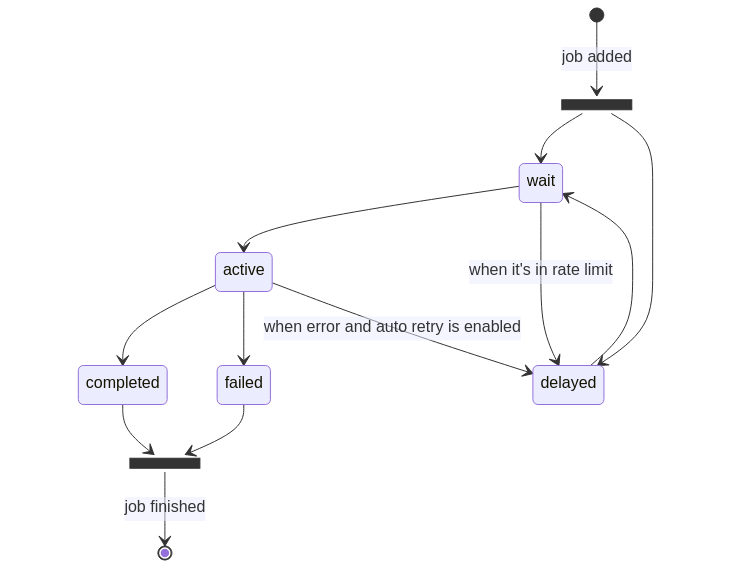 job added
wait
active
when it's in rate limit
when error and auto retry is enabled
completed
failed
delayed
job finished